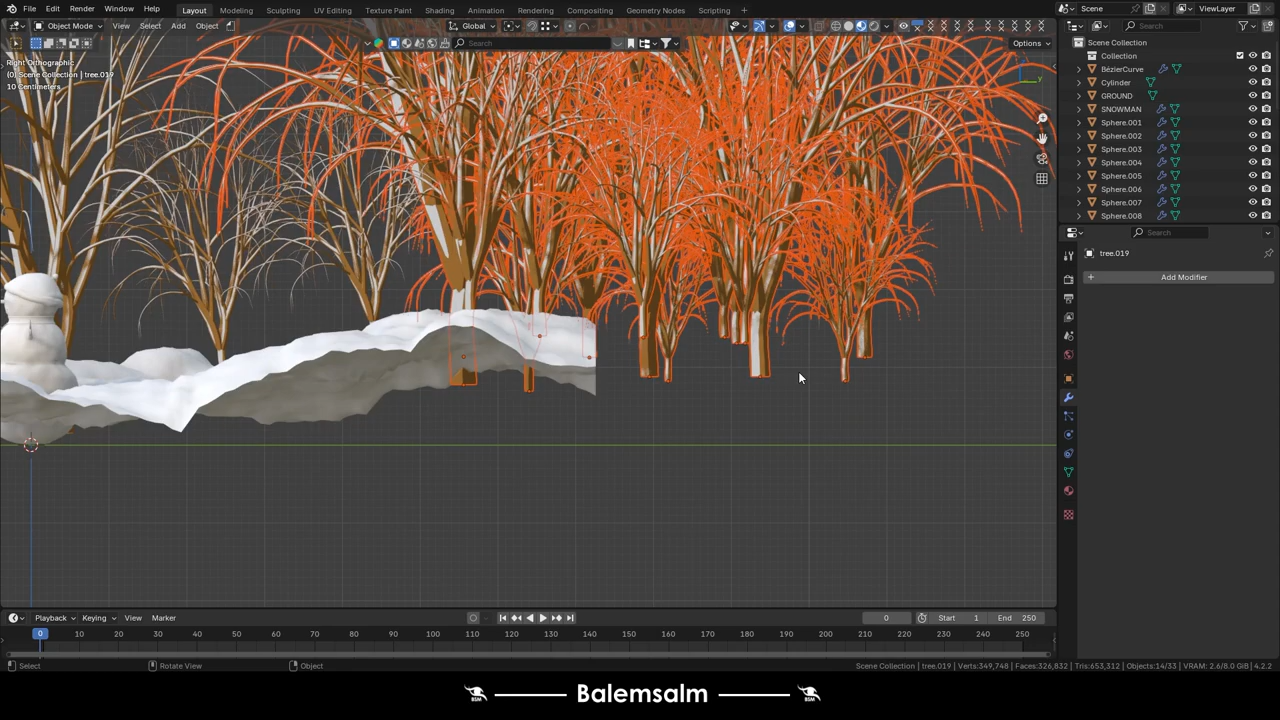 File Edit Render Window Help Layout Modeling Sculpting UV Editing Texture Paint Shading Animation Rendering Compositing Geometry Nodes Scripting + Scene ViewLayer
Object Mode View Select Add Object Global Search
Search Options
Right Orthographic
(0) Scene Collection | tree.019
10 Centimeters
Scene Collection
Collection
BézierCurve
Cylinder
GROUND
SNOWMAN
Sphere.001
Sphere.002
Sphere.003
Sphere.004
Sphere.005
Sphere.006
Sphere.007
Sphere.008
Search
tree.019
+ Add Modifier
Playback Keying View Marker 0 Start 1 End 250
0 10 20 30 40 50 60 70 80 90 100 110 120 130 140 150 160 170 180 190 200 210 220 230 240 250
Select Rotate View Object Scene Collection | tree.019 | Verts:349,748 | Faces:326,832 | Tris:653,312 | Objects:14/33 | VRAM: 2.6/8.0 GiB | 4.2.2
BSM Balemsalm BSM